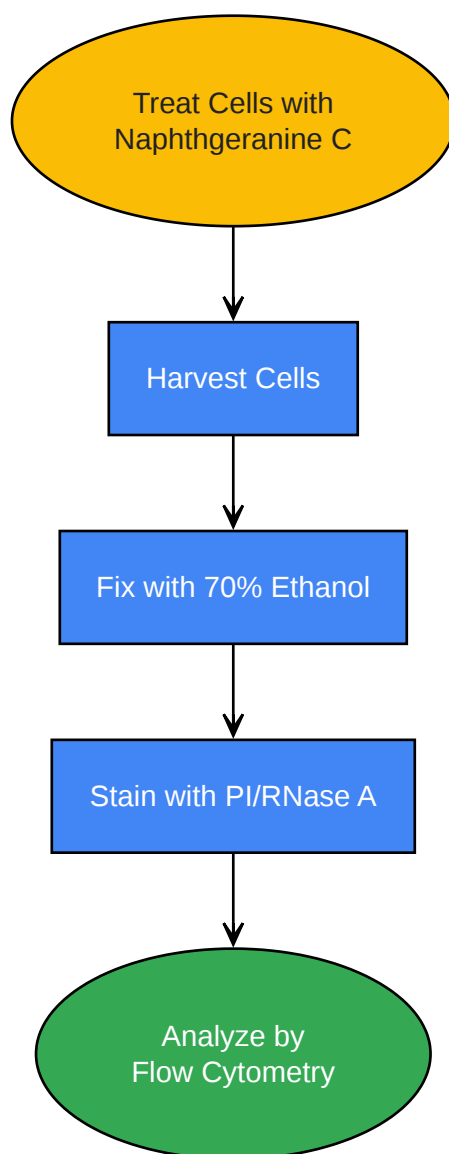 Treat Cells with
Naphthgeranine C
Harvest Cells
Fix with 70% Ethanol
Stain with PI/RNase A
Analyze by
Flow Cytometry